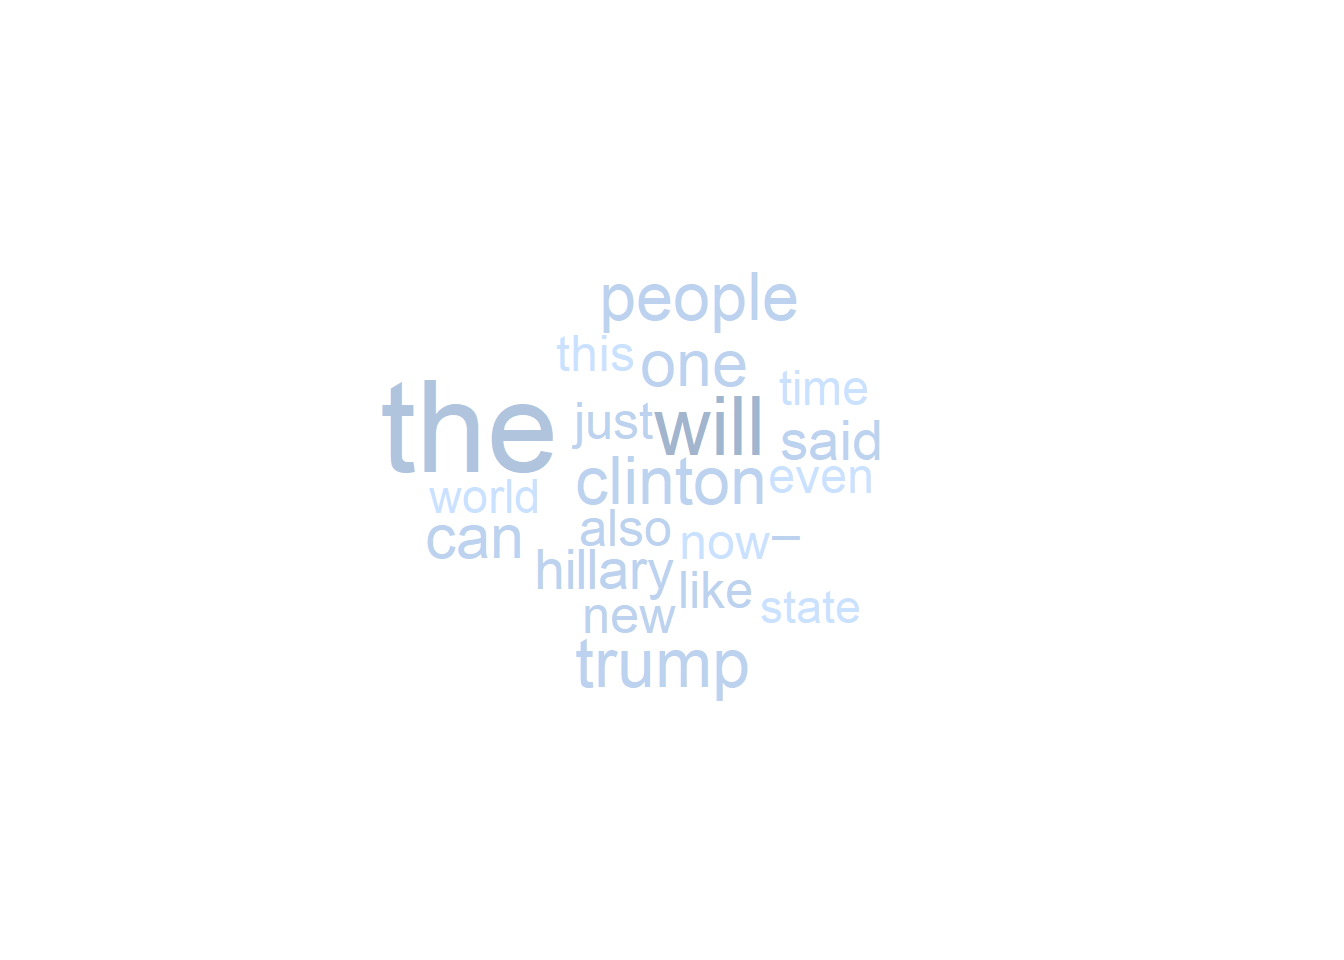 people
this one
time
the just will said
clinton even
world
can also now –
hillary like
new state
trump